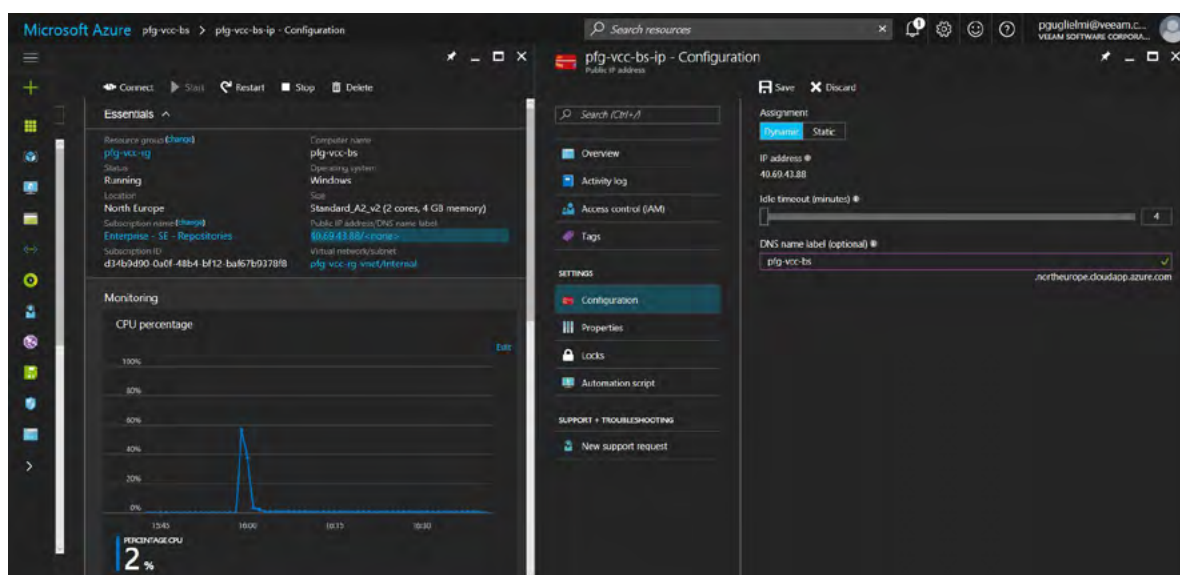 Microsoft Azure pfg-vcc-bs > pfg-vcc-bs-ip - Configuration
Search resources
1
pguglielmi@veeam.c...
VEEAM SOFTWARE CORPORA...
Connect Start Restart Stop Delete
Essentials
Resource group (change)
pfg-vcc-rg
Status
Running
Location
North Europe
Subscription name (change)
Enterprise - SE - Repositories
Subscription ID
d34b9d90-0a0f-48b4-bf12-baf67b9378f8
Computer name
pfg-vcc-bs
Operating system
Windows
Size
Standard_A2_v2 (2 cores, 4 GB memory)
Public IP address/DNS name label
40.69.43.88/<none>
Virtual network/subnet
pfg-vcc-rg-vnet/Internal
Monitoring
CPU percentage
Edit
100%
80%
60%
40%
20%
0%
15:45 16:00 16:15 16:30
PERCENTAGE CPU
2 %
pfg-vcc-bs-ip - Configuration
Public IP address
Search (Ctrl+/)
Overview
Activity log
Access control (IAM)
Tags
SETTINGS
Configuration
Properties
Locks
Automation script
SUPPORT + TROUBLESHOOTING
New support request
Save Discard
Assignment
Dynamic Static
IP address
40.69.43.88
Idle timeout (minutes)
4
DNS name label (optional)
pfg-vcc-bs
.northeurope.cloudapp.azure.com